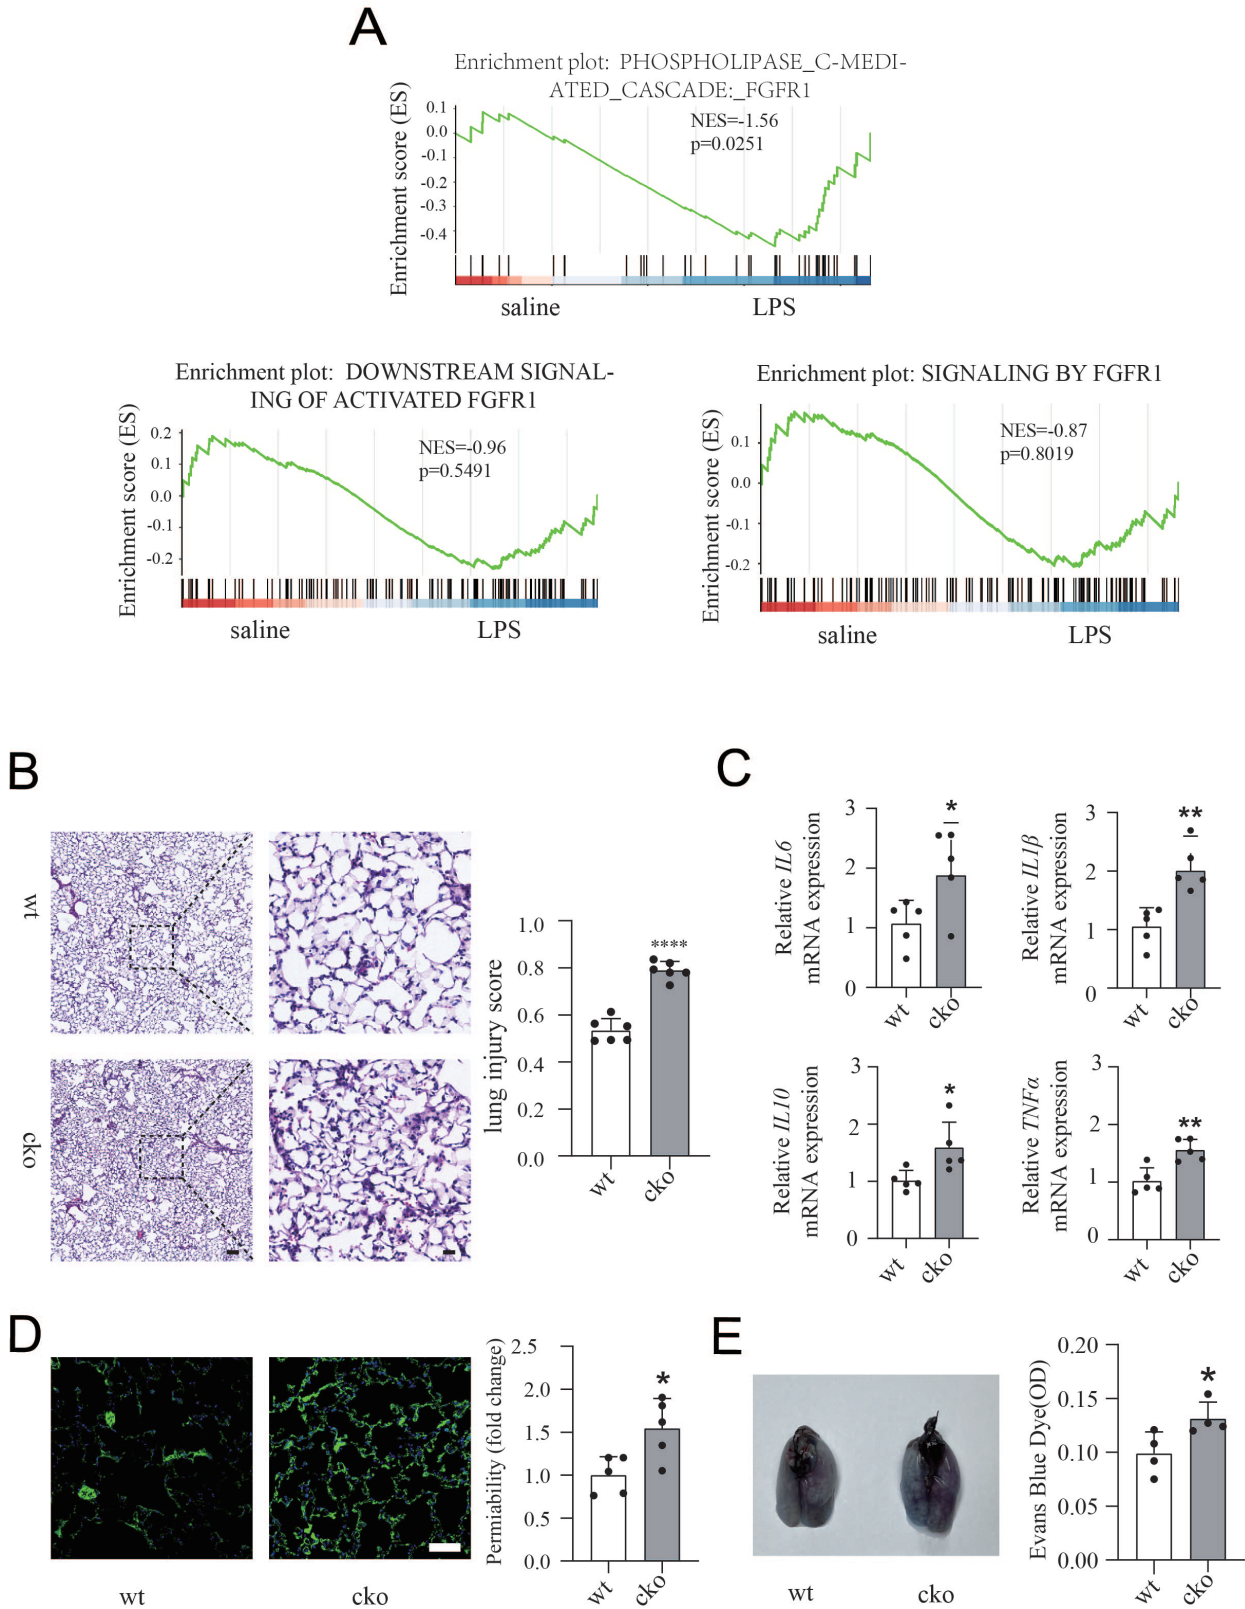 A
Enrichment plot: PHOSPHOLIPASE_C-MEDI-
ATED_CASCADE:_FGFR1
Enrichment score (ES)
0.1
0.0
-0.1
-0.2
-0.3
-0.4
NES=-1.56
p=0.0251
saline
LPS
Enrichment plot: DOWNSTREAM SIGNAL-
ING OF ACTIVATED FGFR1
Enrichment score (ES)
0.2
0.1
0.0
-0.1
-0.2
NES=-0.96
p=0.5491
saline
LPS
Enrichment plot: SIGNALING BY FGFR1
Enrichment score (ES)
0.1
0.0
-0.1
-0.2
NES=-0.87
p=0.8019
saline
LPS
B
wt
cko
lung injury score
1.0
0.8
0.6
0.4
0.2
0.0
****
wt
cko
C
Relative IL6
mRNA expression
3
2
1
0
*
wt
cko
Relative IL1β
mRNA expression
3
2
1
0
**
wt
cko
Relative IL10
mRNA expression
3
2
1
0
*
wt
cko
Relative TNFα
mRNA expression
3
2
1
0
**
wt
cko
D
wt
cko
Permiability (fold change)
2.5
2.0
1.5
1.0
0.5
0.0
*
wt
cko
E
wt
cko
Evans Blue Dye(OD)
0.20
0.15
0.10
0.05
0.00
*
wt
cko